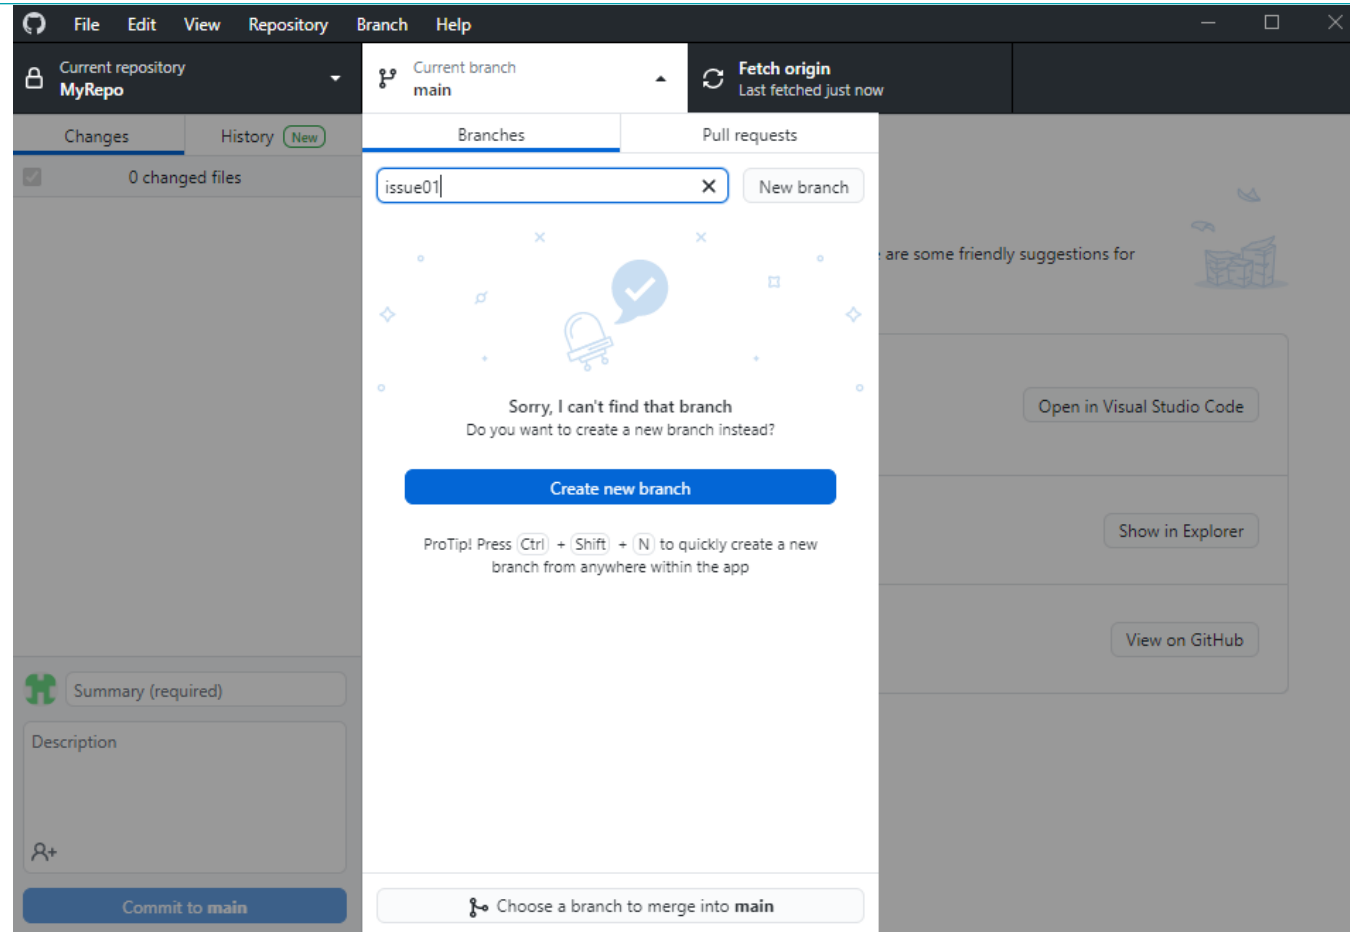 File Edit View Repository Branch Help
Current repository
MyRepo
Current branch
main
Fetch origin
Last fetched just now
Changes
History New
0 changed files
Branches
Pull requests
issue01
New branch
Sorry, I can't find that branch
Do you want to create a new branch instead?
Create new branch
ProTip! Press Ctrl + Shift + N to quickly create a new
branch from anywhere within the app
Choose a branch to merge into main
are some friendly suggestions for
Open in Visual Studio Code
Show in Explorer
View on GitHub
Summary (required)
Description
Commit to main